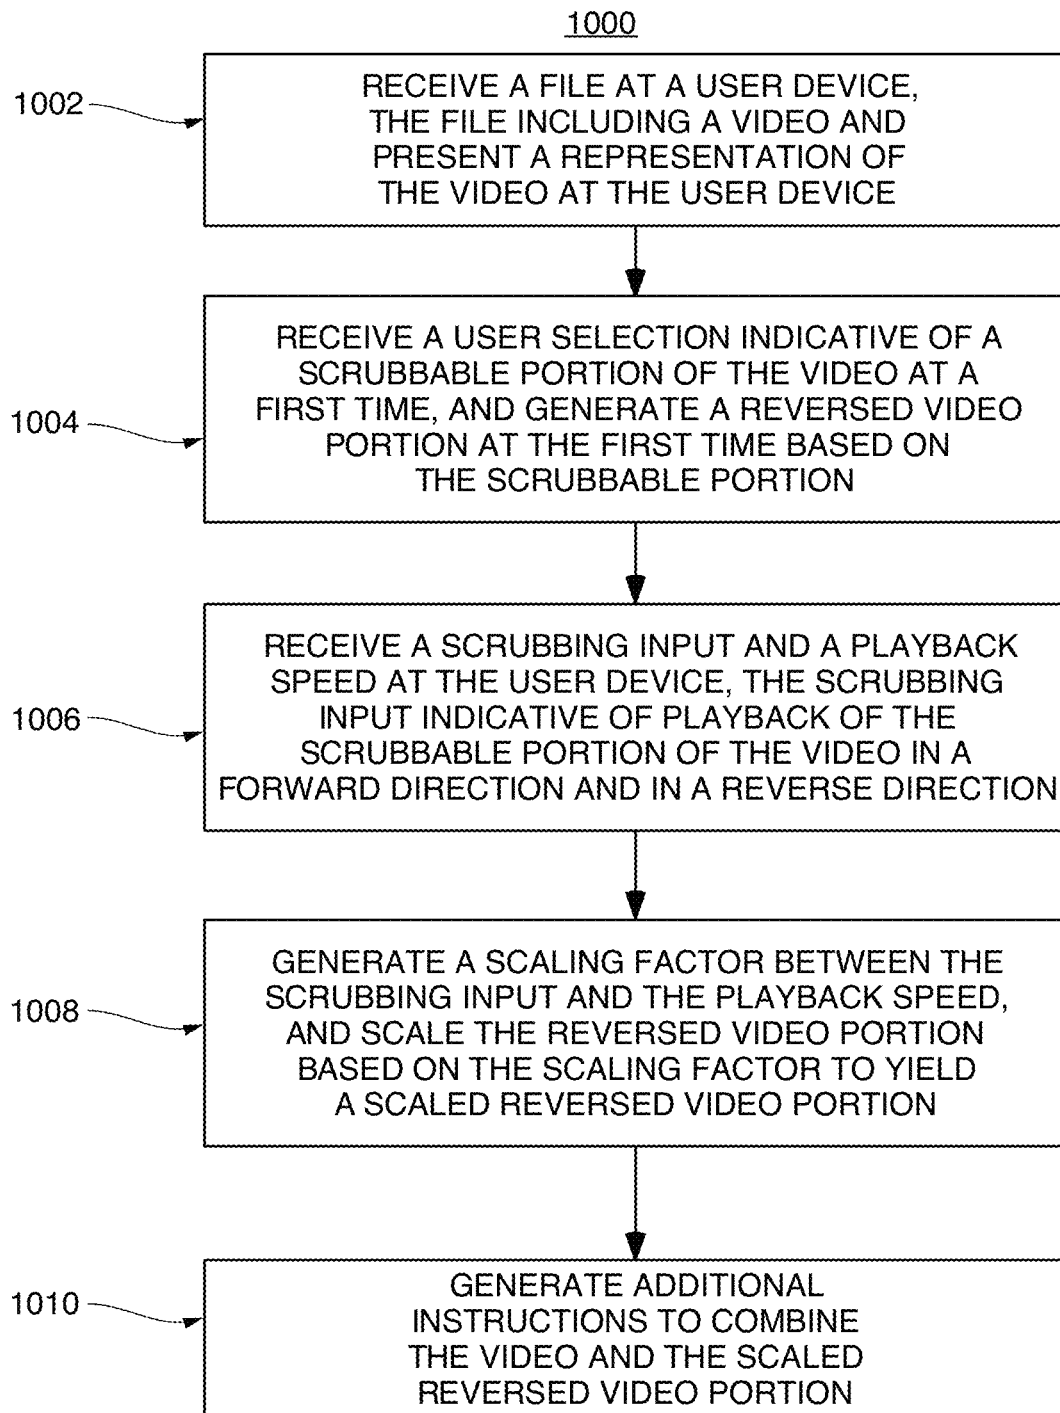 1000
1002
RECEIVE A FILE AT A USER DEVICE,
THE FILE INCLUDING A VIDEO AND
PRESENT A REPRESENTATION OF
THE VIDEO AT THE USER DEVICE
1004
RECEIVE A USER SELECTION INDICATIVE OF A
SCRUBBABLE PORTION OF THE VIDEO AT A
FIRST TIME, AND GENERATE A REVERSED VIDEO
PORTION AT THE FIRST TIME BASED ON
THE SCRUBBABLE PORTION
1006
RECEIVE A SCRUBBING INPUT AND A PLAYBACK
SPEED AT THE USER DEVICE, THE SCRUBBING
INPUT INDICATIVE OF PLAYBACK OF THE
SCRUBBABLE PORTION OF THE VIDEO IN A
FORWARD DIRECTION AND IN A REVERSE DIRECTION
1008
GENERATE A SCALING FACTOR BETWEEN THE
SCRUBBING INPUT AND THE PLAYBACK SPEED,
AND SCALE THE REVERSED VIDEO PORTION
BASED ON THE SCALING FACTOR TO YIELD
A SCALED REVERSED VIDEO PORTION
1010
GENERATE ADDITIONAL
INSTRUCTIONS TO COMBINE
THE VIDEO AND THE SCALED
REVERSED VIDEO PORTION